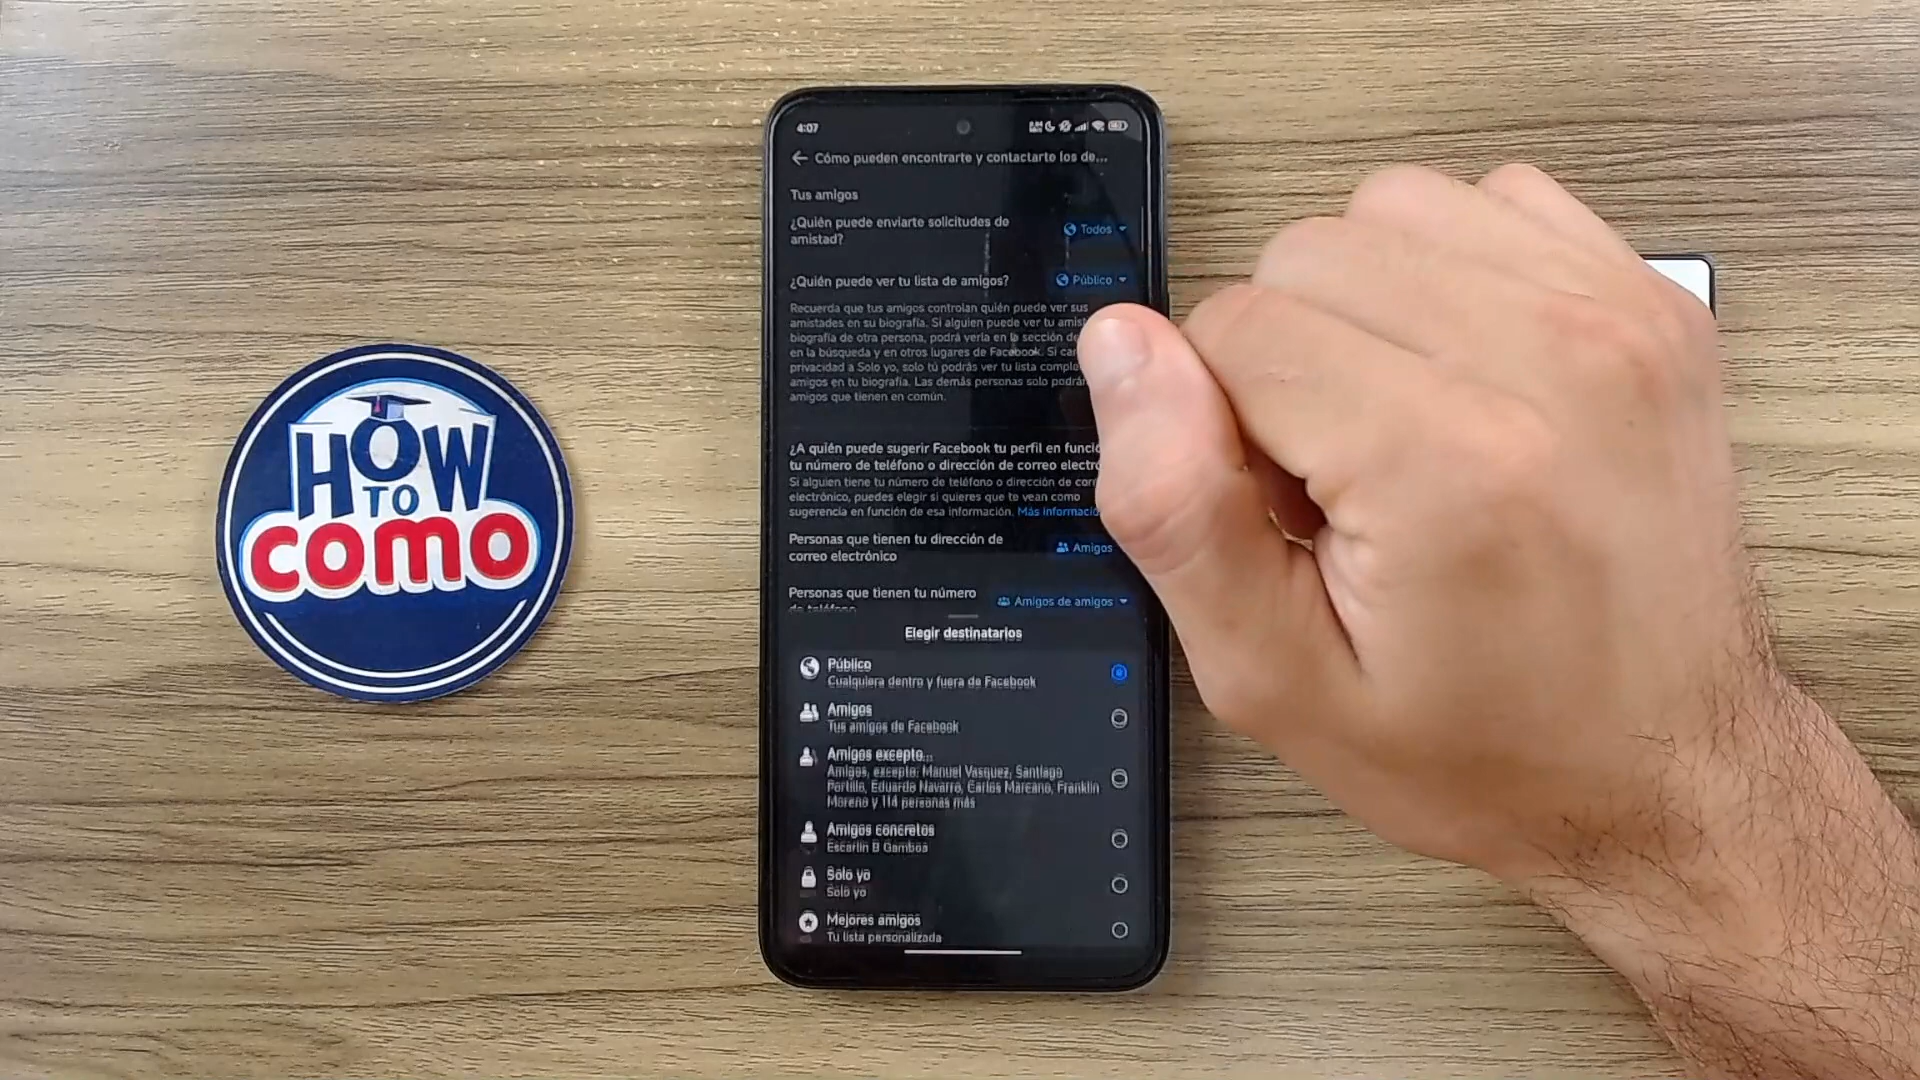 4:07
Cómo pueden encontrarte y contactarte los de...
Tus amigos
¿Quién puede enviarte solicitudes de
amistad?
Todos
¿Quién puede ver tu lista de amigos?
Público
Recuerda que tus amigos controlan quién puede ver sus
amistades en su biografía. Si alguien puede ver tu
biografía de otra persona, podrá verla en la sección de
en la búsqueda y en otros lugares de Facebook. Si
privacidad a Solo yo, solo tú podrás ver tu lista
amigos en tu biografía. Las demás personas solo
amigos que tienen en común.
¿A quién puede sugerir Facebook tu perfil en
tu número de teléfono o dirección de correo
Si alguien tiene tu número de teléfono o dirección de
electrónico, puedes elegir si quieres que te vean como
sugerencia en función de esa información. Más
Personas que tienen tu dirección de
correo electrónico
Amigos
Personas que tienen tu número
de teléfono
Amigos de amigos
Elegir destinatarios
Público
Cualquiera dentro y fuera de Facebook
Amigos
Tus amigos de Facebook
Amigos excepto...
Amigos, excepto: Manuel Vasquez, Santiago
Portillo, Eduardo Navarro, Carlos Marcano, Franklin
Moreno y 114 personas más
Amigos concretos
Escarlin B Gamboa
Solo yo
Solo yo
Mejores amigos
Tu lista personalizada
HOW
TO
COMO